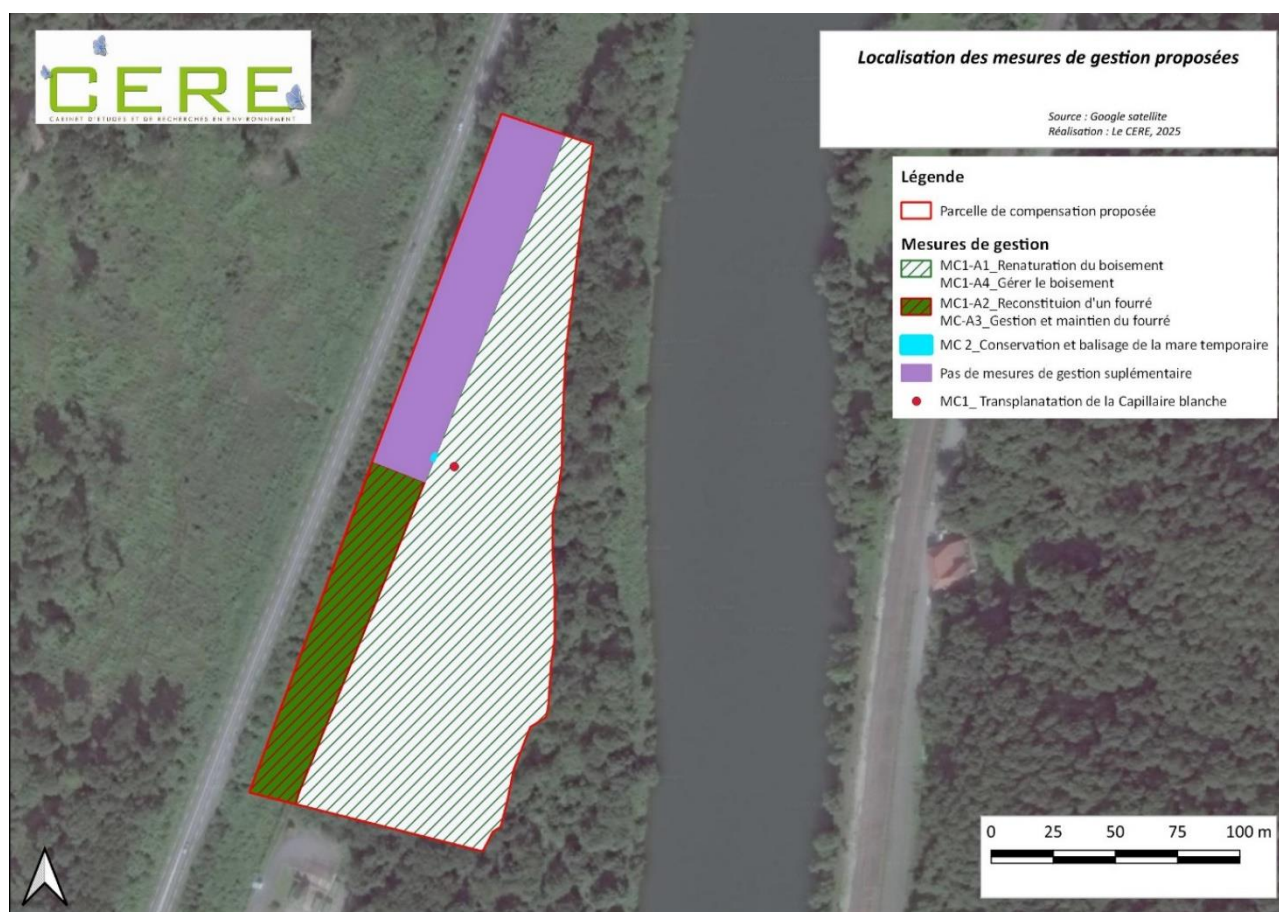 CERE
CABINET D'ETUDES ET DE RECHERCHES EN ENVIRONNEMENT
Localisation des mesures de gestion proposées
Source : Google satellite
Réalisation : Le CERE, 2025
Légende
Parcelle de compensation proposée
Mesures de gestion
MC1-A1_Renaturation du boisement
MC1-A4_Gérer le boisement
MC1-A2_Reconstituion d'un fourré
MC-A3_Gestion et maintien du fourré
MC 2_Conservation et balisage de la mare temporaire
Pas de mesures de gestion suplémentaire
MC1_ Transplanatation de la Capillaire blanche
0 25 50 75 100 m